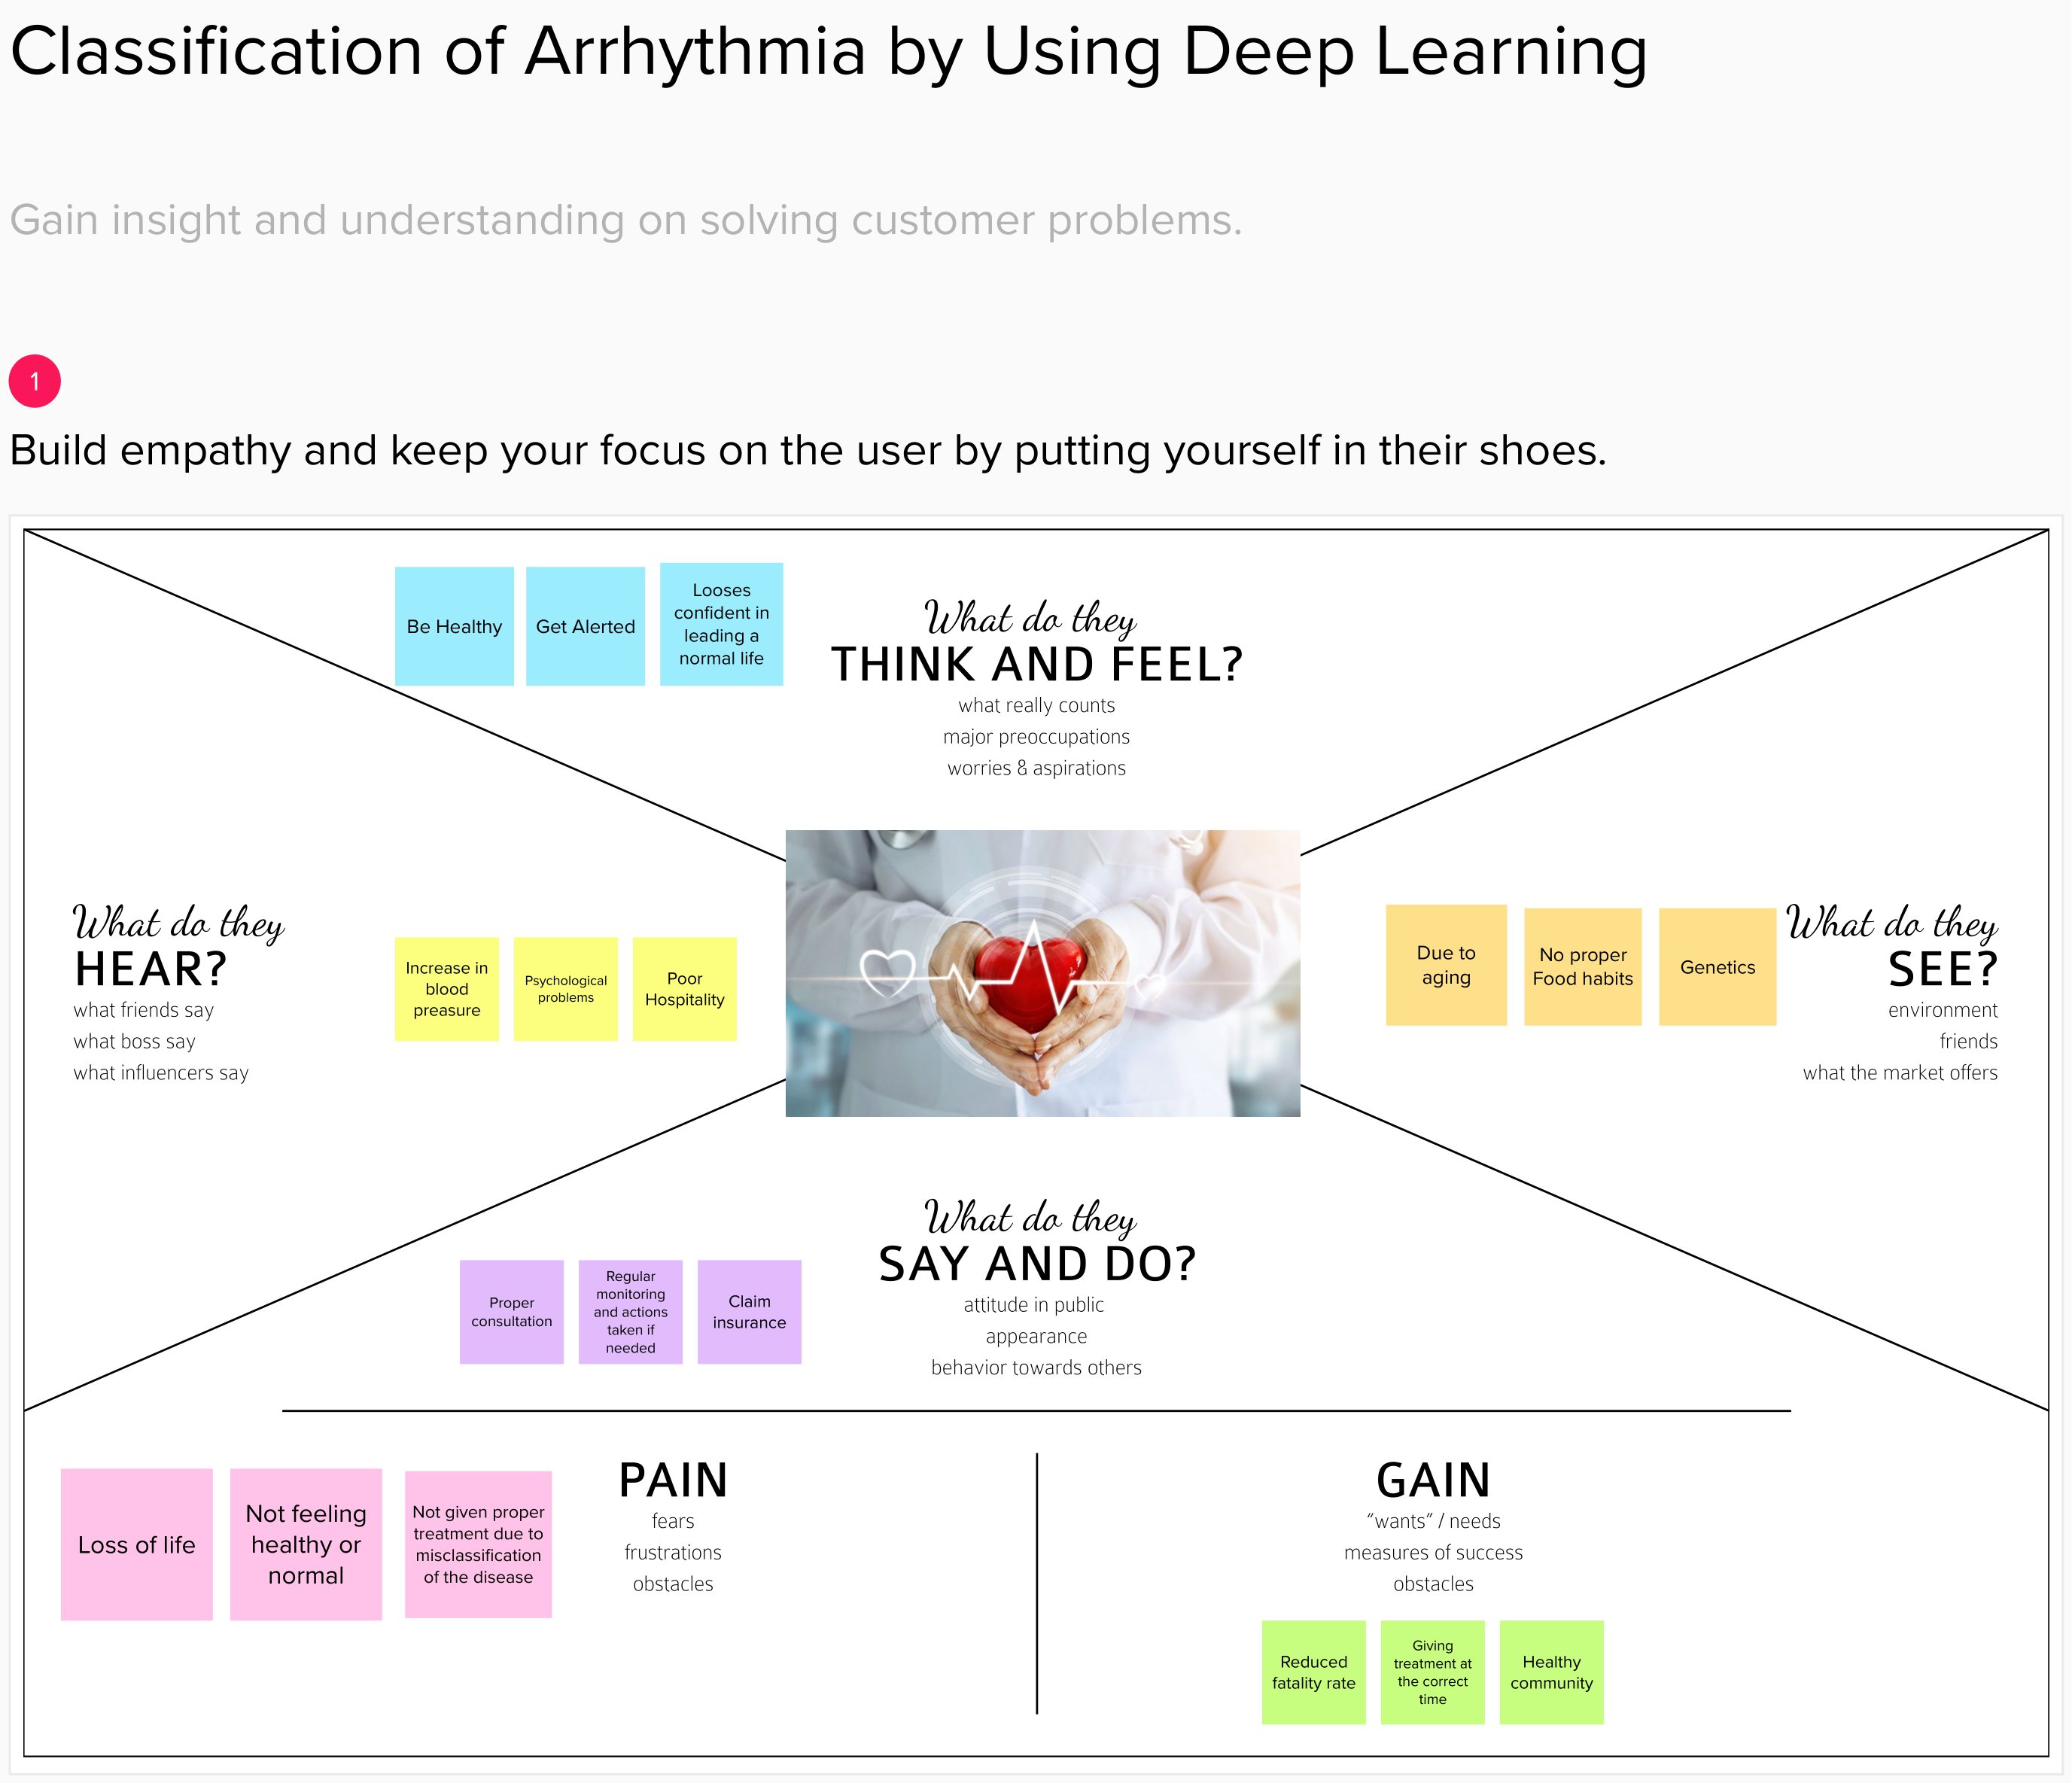 Classification of Arrhythmia by Using Deep Learning
Gain insight and understanding on solving customer problems.
1
Build empathy and keep your focus on the user by putting yourself in their shoes.
Be Healthy
Get Alerted
Looses
confident in
leading a
normal life
What do they
THINK AND FEEL?
what really counts
major preoccupations
worries & aspirations
What do they
HEAR?
what friends say
what boss say
what influencers say
Increase in
blood
preasure
Psychological
problems
Poor
Hospitality
Due to
aging
No proper
Food habits
Genetics
What do they
SEE?
environment
friends
what the market offers
What do they
SAY AND DO?
attitude in public
appearance
behavior towards others
Proper
consultation
Regular
monitoring
and actions
taken if
needed
Claim
insurance
Loss of life
Not feeling
healthy or
normal
Not given proper
treatment due to
misclassification
of the disease
PAIN
fears
frustrations
obstacles
GAIN
“wants” / needs
measures of success
obstacles
Reduced
fatality rate
Giving
treatment at
the correct
time
Healthy
community